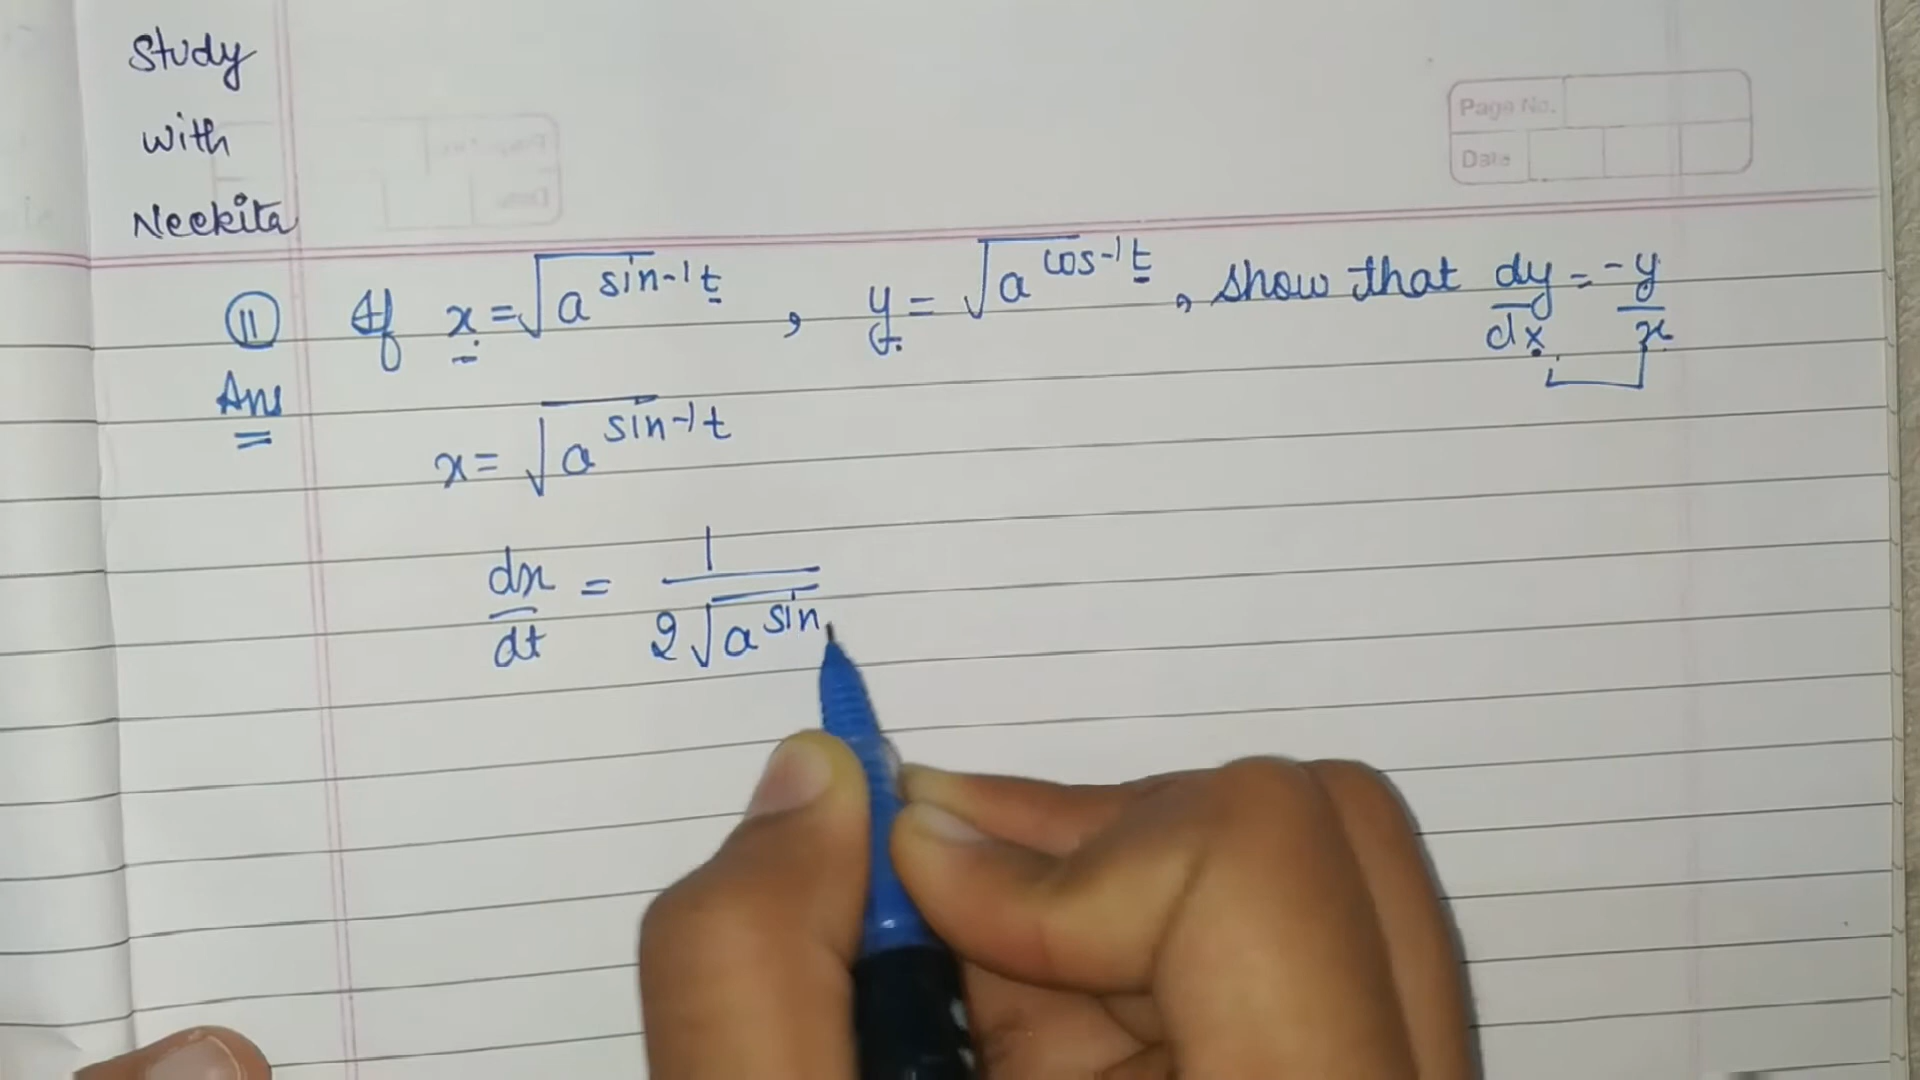 Study
with
Neekita
Page No.
Date
⑪ If x = √a^sin-1t , y = √a^cos-1t , show that dy/dx = -y/x
Ans
x = √a^sin-1t
dx/dt = 1/2√a^sin